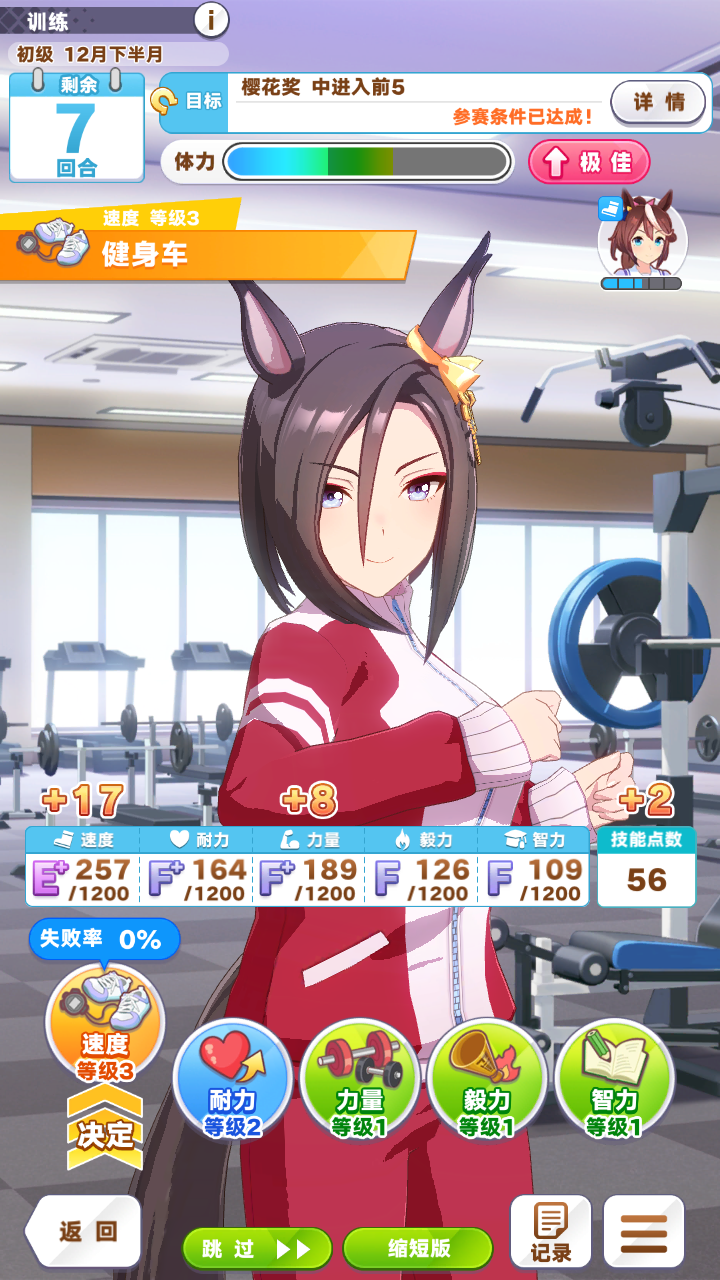 训练
i
初级 12月下半月
剩余
7
回合
目标
樱花奖 中进入前5
参赛条件已达成！
详情
体力
极佳
速度 等级3
健身车
+17
+8
+2
速度
耐力
力量
毅力
智力
技能点数
E+ 257
/1200
F+ 164
/1200
F+ 189
/1200
F 126
/1200
F 109
/1200
56
失败率 0%
速度
等级3
决定
耐力
等级2
力量
等级1
毅力
等级1
智力
等级1
返回
跳过
缩短版
记录